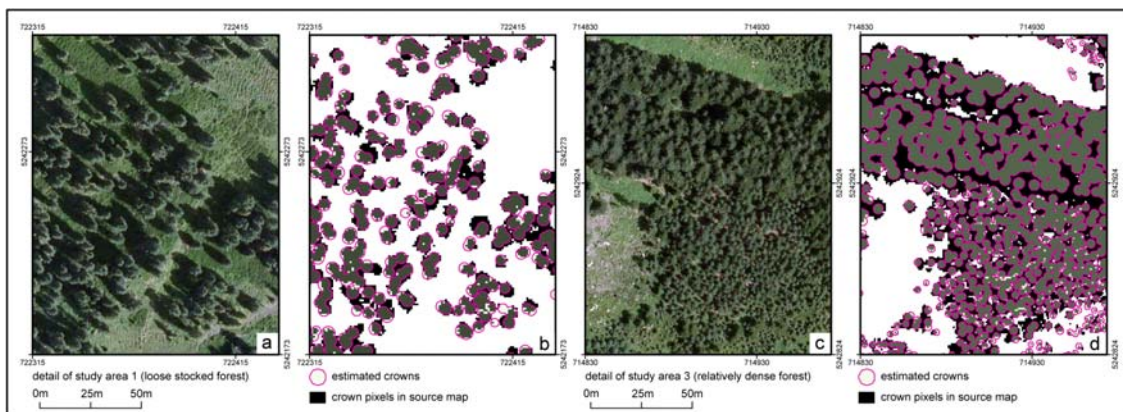 722315 722415 722315 722415 714830 714930 714830 714930
5242273 5242273 5242273 5242924 5242924 5242924
a b c d
5242173 5242173 5242824 5242824
722315 722415 722315 722415 714830 714930 714830 714930
detail of study area 1 (loose stocked forest) estimated crowns detail of study area 3 (relatively dense forest) estimated crowns
0m 25m 50m crown pixels in source map 0m 25m 50m crown pixels in source map